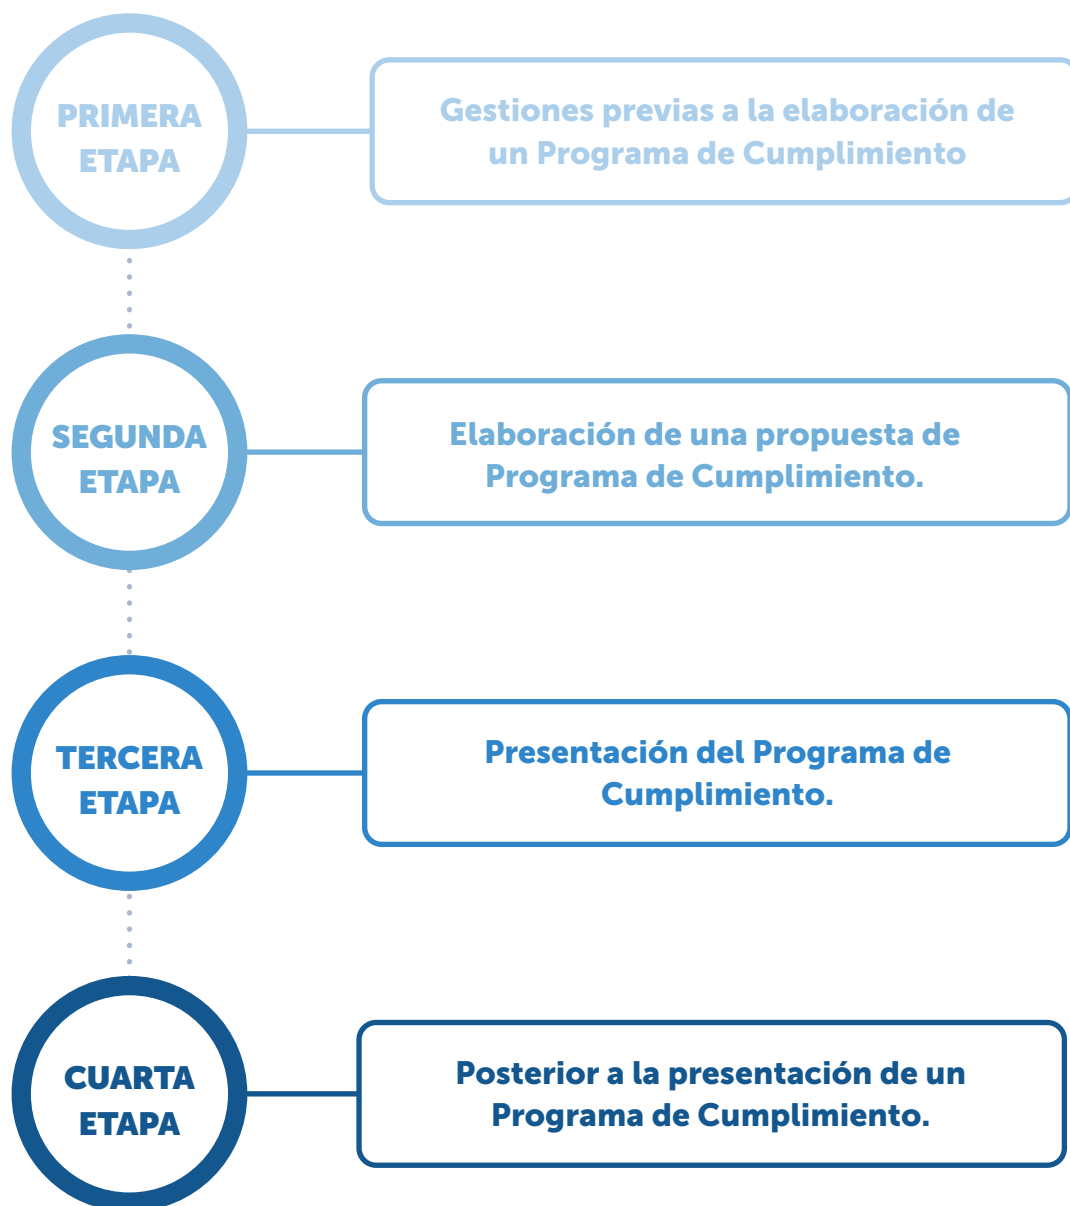 PRIMERA
ETAPA
Gestiones previas a la elaboración de
un Programa de Cumplimiento
SEGUNDA
ETAPA
Elaboración de una propuesta de
Programa de Cumplimiento.
TERCERA
ETAPA
Presentación del Programa de
Cumplimiento.
CUARTA
ETAPA
Posterior a la presentación de un
Programa de Cumplimiento.